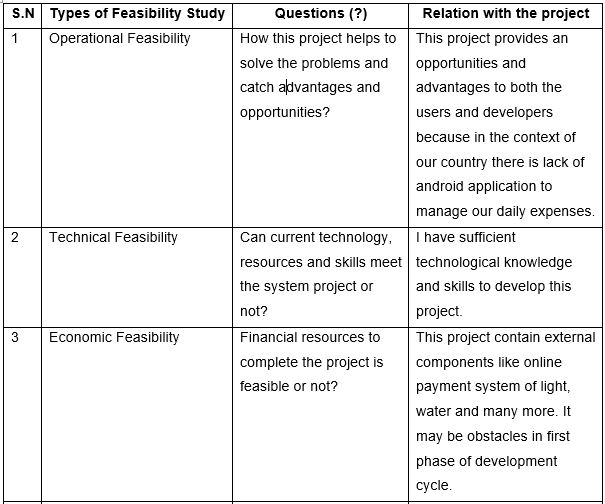 S.N Types of Feasibility Study Questions (?) Relation with the project
1 Operational Feasibility How this project helps to
solve the problems and
catch advantages and
opportunities?
This project provides an
opportunities and
advantages to both the
users and developers
because in the context of
our country there is lack of
android application to
manage our daily expenses.
2 Technical Feasibility Can current technology,
resources and skills meet
the system project or
not?
I have sufficient
technological knowledge
and skills to develop this
project.
3 Economic Feasibility Financial resources to
complete the project is
feasible or not?
This project contain external
components like online
payment system of light,
water and many more. It
may be obstacles in first
phase of development
cycle.